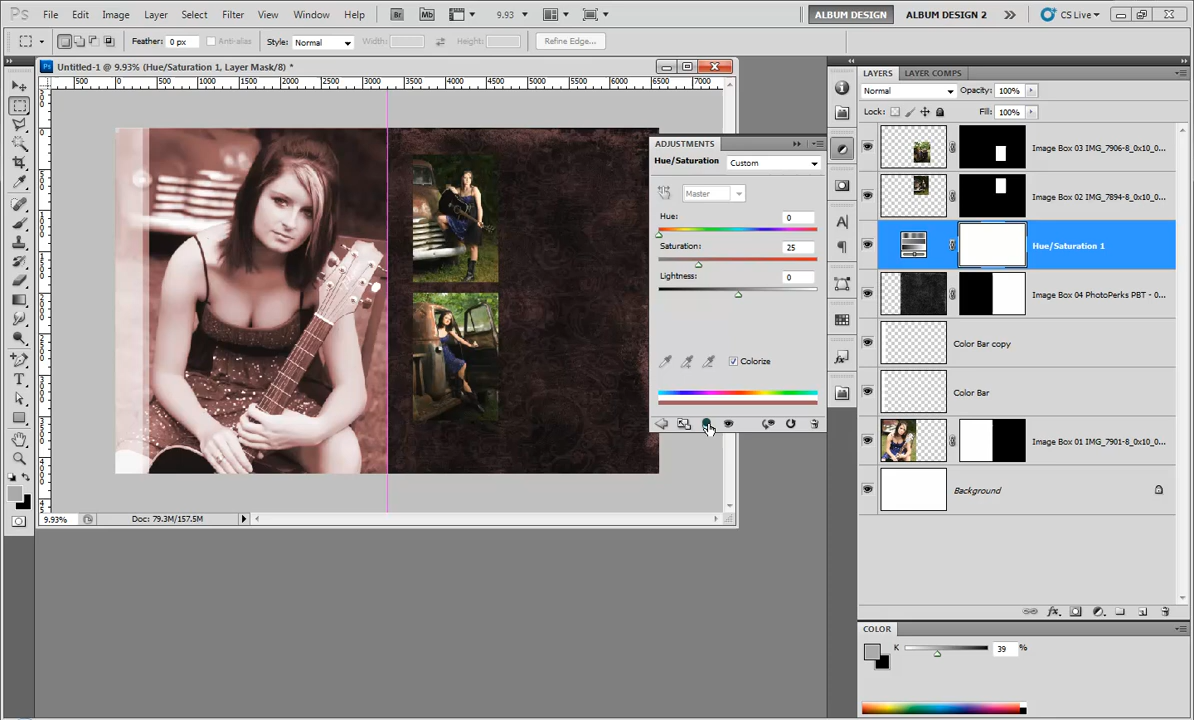 Ps File Edit Image Layer Select Filter View Window Help Br Mb 9.93 ALBUM DESIGN ALBUM DESIGN 2 CS Live
Feather: 0 px Anti-alias Style: Normal Width: Height: Refine Edge...
Untitled-1 @ 9.93% (Hue/Saturation 1, Layer Mask/8) *
500 0 500 1000 1500 2000 2500 3000 3500 4000 4500 5000 5500 6000 6500 7000
ADJUSTMENTS
Hue/Saturation Custom
Master
Hue: 0
Saturation: 25
Lightness: 0
Colorize
9.93% Doc: 79.3M/157.5M
LAYERS LAYER COMPS
Normal Opacity: 100%
Lock: Fill: 100%
Image Box 03 IMG_7906-8_0x10_0...
Image Box 02 IMG_7894-8_0x10_0...
Hue/Saturation 1
Image Box 04 PhotoPerks PBT - 0...
Color Bar copy
Color Bar
Image Box 01 IMG_7901-8_0x10_0...
Background
COLOR
K 39 %